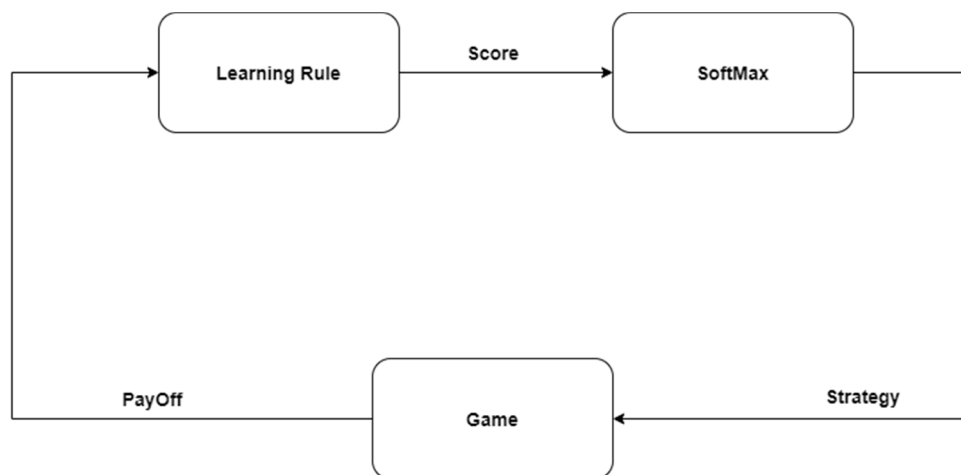 Score
Learning Rule
SoftMax
PayOff
Game
Strategy